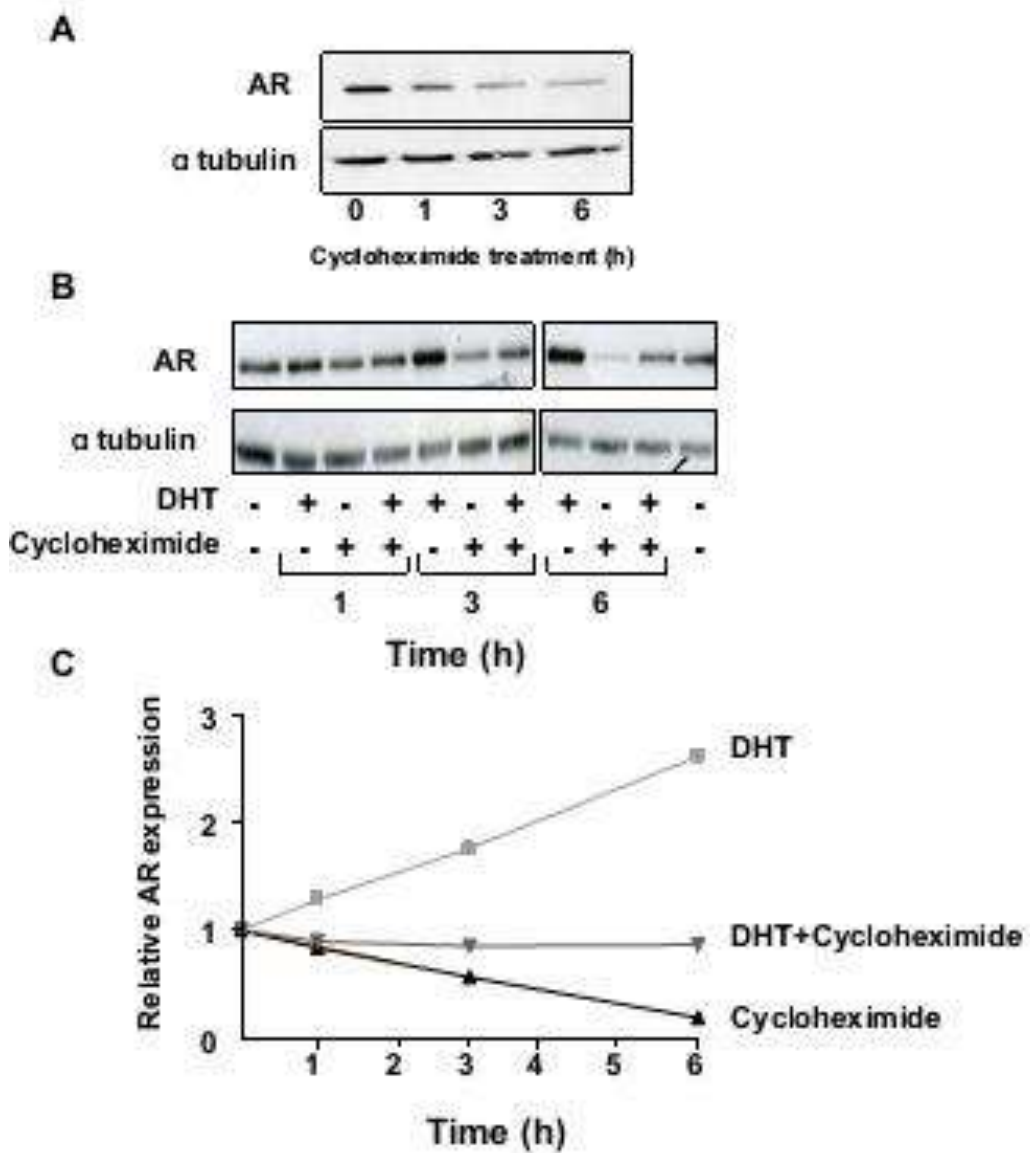 A
AR
α tubulin
0 1 3 6
Cycloheximide treatment (h)
B
AR
α tubulin
DHT - + - + + - + + - + -
Cycloheximide - - + + - + + - + + -
1 3 6
Time (h)
C
Relative AR expression
3
2
1
0
DHT
DHT+Cycloheximide
Cycloheximide
1 2 3 4 5 6
Time (h)